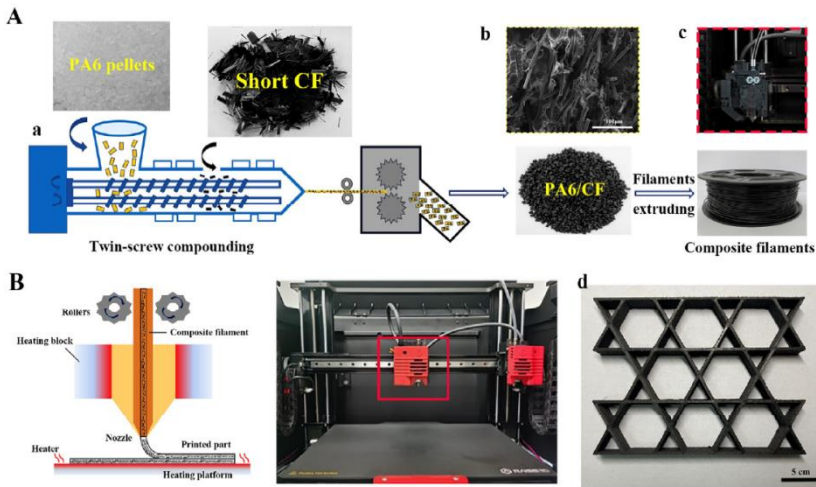 A
PA6 pellets
Short CF
a
b
c
PA6/CF
Filaments
extruding
Twin-screw compounding
Composite filaments
B
Rollers
Composite filament
Heating block
Nozzle
Printed part
Heater
Heating platform
RAISE3D
d
5 cm